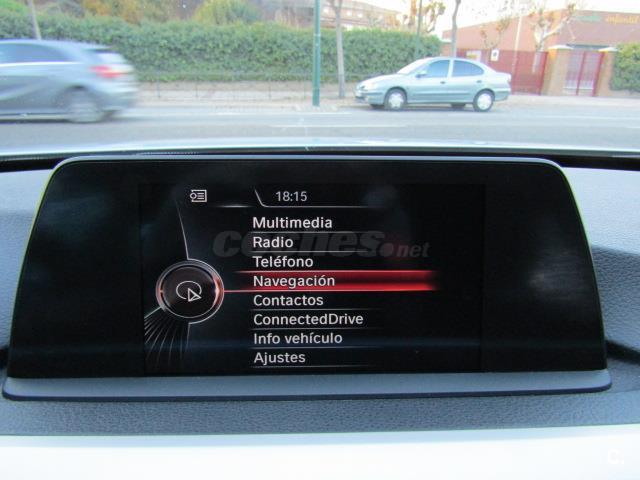 18:15
Multimedia
Radio
Teléfono
Navegación
Contactos
ConnectedDrive
Info vehículo
Ajustes
coches.net
c.